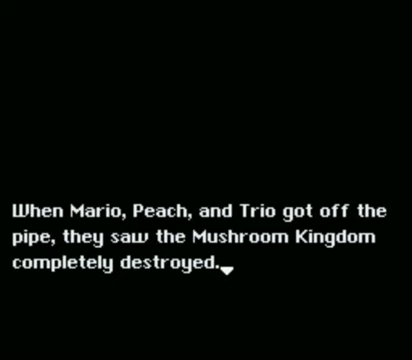 When Mario, Peach, and Trio got off the
pipe, they saw the Mushroom Kingdom
completely destroyed.